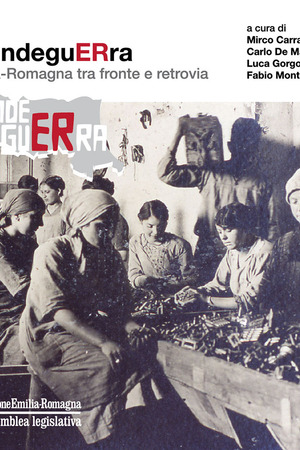 ndeguERra
-Romagna tra fronte e retrovia
a cura di
Mirco Carra
Carlo De M
Luca Gorgo
Fabio Mont
DE
GUERRA
oneEmilia-Romagna
mblea legislativa